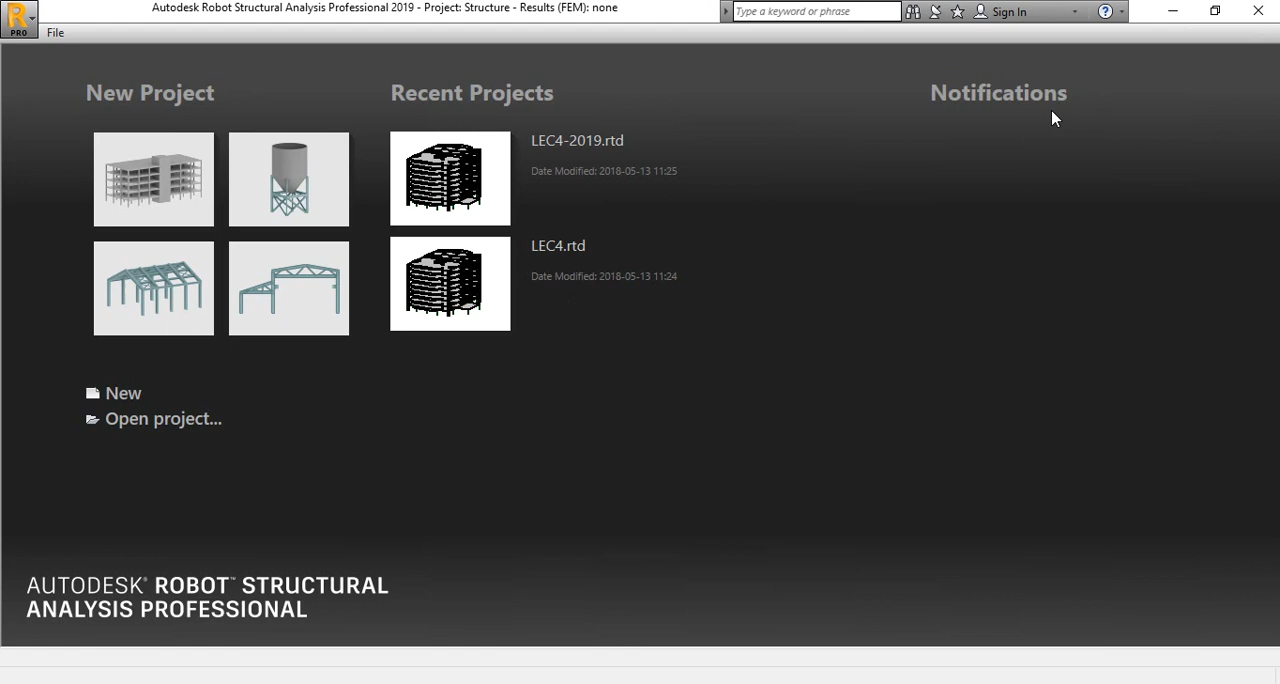 Autodesk Robot Structural Analysis Professional 2019 - Project: Structure - Results (FEM): none
Type a keyword or phrase
Sign In
?
R
PRO
File
New Project
Recent Projects
Notifications
LEC4-2019.rtd
Date Modified: 2018-05-13 11:25
LEC4.rtd
Date Modified: 2018-05-13 11:24
New
Open project...
AUTODESK® ROBOT™ STRUCTURAL
ANALYSIS PROFESSIONAL